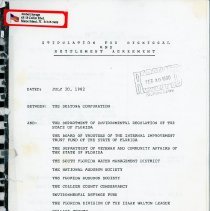 STIPULATION FOR DISMISSAL
AND
SETTLEMENT AGREEMENT
DATED: JULY 20, 1982
BETWEEN: THE DELTONA CORPORATION
AND: THE DEPARTMENT OF ENVIRONMENTAL REGULATION OF THE
STATE OF FLORIDA
THE BOARD OF TRUSTEES OF THE INTERNAL IMPROVEMENT
TRUST FUND OF THE STATE OF FLORIDA
THE DEPARTMENT OF VETERAN AND COMMUNITY AFFAIRS OF
THE STATE OF FLORIDA
THE SOUTH FLORIDA WATER MANAGEMENT DISTRICT
THE NATIONAL AUDUBON SOCIETY
THE FLORIDA AUDUBON SOCIETY
THE COLLIER COUNTY CONSERVANCY
ENVIRONMENTAL DEFENSE FUND
THE FLORIDA DIVISION OF THE IZAAK WALTON LEAGUE